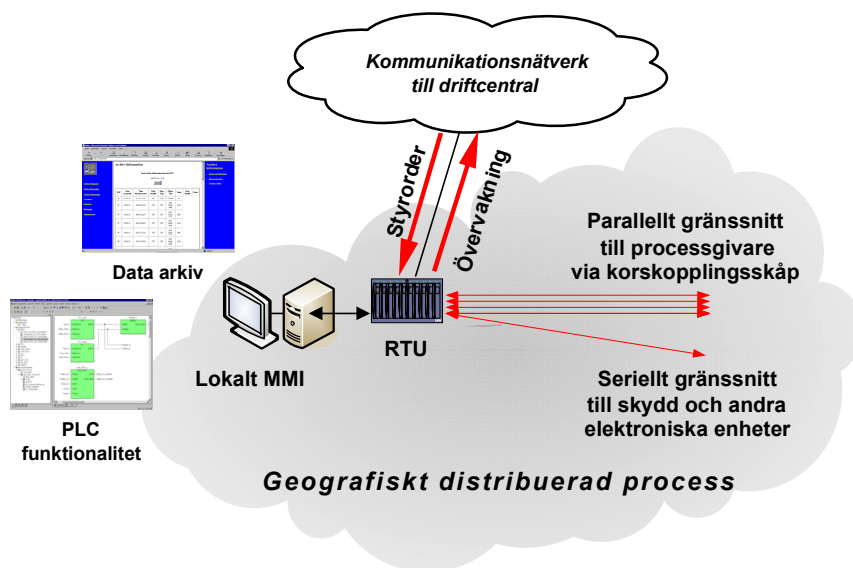 Kommunikationsnätverk
till driftcentral
Styrorder
Övervakning
Data arkiv
Parallellt gränssnitt
till processgivare
via korskopplingsskåp
RTU
Lokalt MMI
Seriellt gränssnitt
till skydd och andra
elektroniska enheter
PLC
funktionalitet
Geografiskt distribuerad process